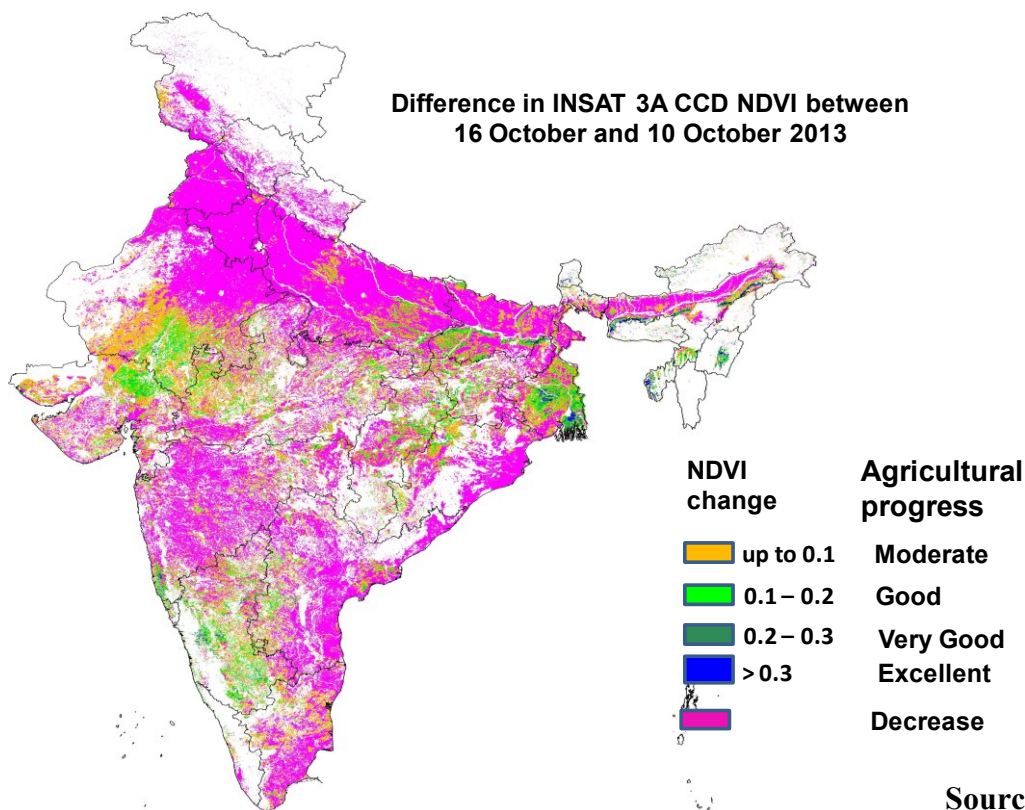 Difference in INSAT 3A CCD NDVI between
16 October and 10 October 2013
NDVI
change
Agricultural
progress
up to 0.1 Moderate
0.1 – 0.2 Good
0.2 – 0.3 Very Good
> 0.3 Excellent
Decrease
Sourc